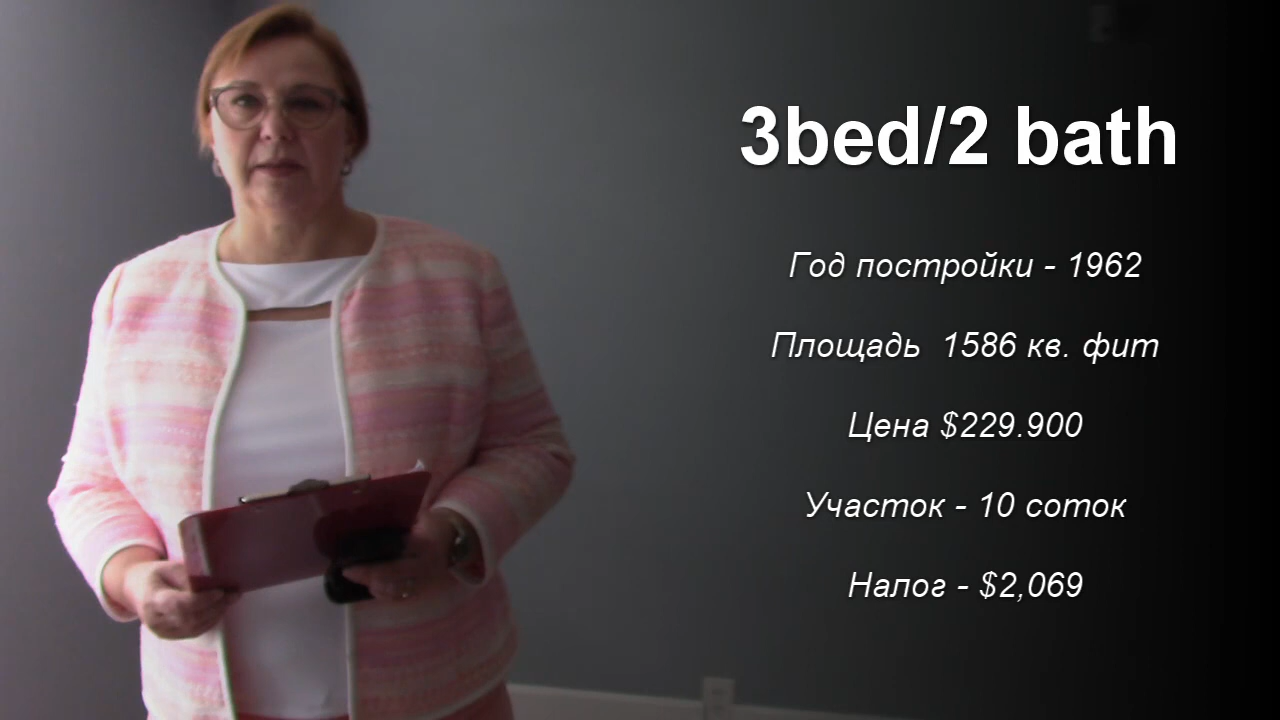 3bed/2 bath
Год постройки - 1962
Площадь 1586 кв. фит
Цена $229.900
Участок - 10 соток
Налог - $2,069